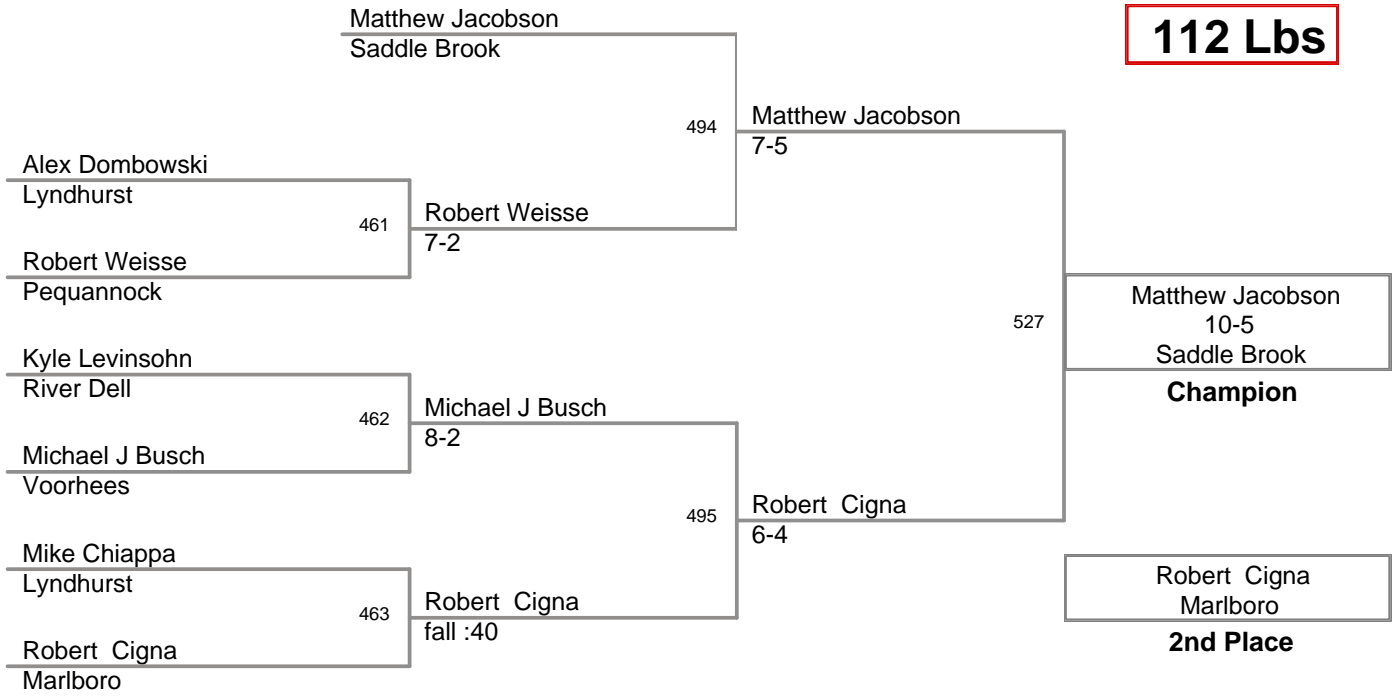 Matthew Jacobson
Saddle Brook
112 Lbs
494
Matthew Jacobson
7-5
Alex Dombowski
Lyndhurst
461
Robert Weisse
7-2
Robert Weisse
Pequannock
527
Matthew Jacobson
10-5
Saddle Brook
Champion
Kyle Levinsohn
River Dell
462
Michael J Busch
8-2
Michael J Busch
Voorhees
495
Robert  Cigna
6-4
Mike Chiappa
Lyndhurst
463
Robert  Cigna
fall :40
Robert  Cigna
Marlboro
Robert  Cigna
Marlboro
2nd Place